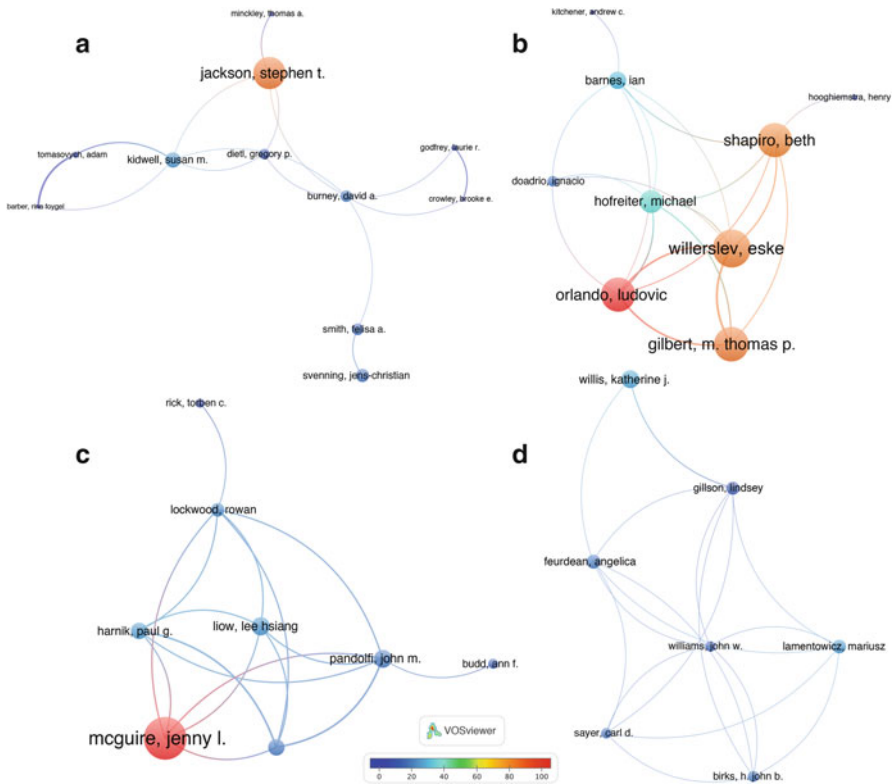 a
minckley, thomas a.
jackson, stephen t.
tomasovych, adam
kidwell, susan m.
dietl, gregory p.
godfrey, laurie r.
barber, rina foygel
burney, david a.
crowley, brooke e.
smith, felisa a.
svenning, jens-christian
b
kitchener, andrew c.
barnes, ian
hooghiemstra, henry
shapiro, beth
doadrio, ignacio
hofreiter, michael
willerslev, eske
orlando, ludovic
gilbert, m. thomas p.
c
rick, torben c.
lockwood, rowan
harnik, paul g.
liow, lee hsiang
pandolfi, john m.
budd, ann f.
mcguire, jenny l.
d
willis, katherine j.
gillson, lindsey
feurdean, angelica
williams, john w.
lamentowicz, mariusz
sayer, carl d.
birks, h. john b.
VOSviewer
0 20 40 60 80 100